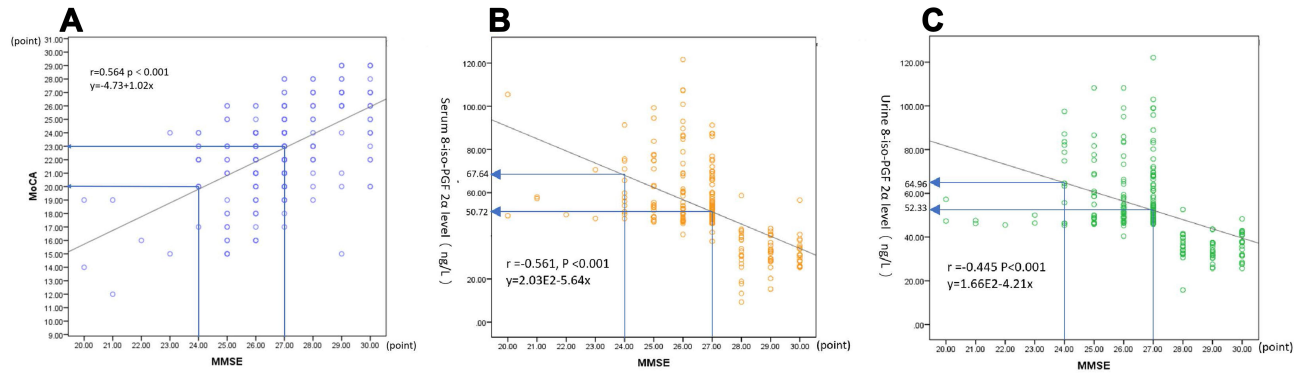 A
(point)
31.00
30.00
29.00
28.00
27.00
26.00
25.00
24.00
23.00
22.00
21.00
20.00
19.00
18.00
17.00
16.00
15.00
14.00
13.00
12.00
11.00
10.00
9.00
MoCA
r=0.564 p < 0.001
y=-4.73+1.02x
20.00 21.00 22.00 23.00 24.00 25.00 26.00 27.00 28.00 29.00 30.00 (point)
MMSE
B
120.00
100.00
80.00
67.64
60.00
50.72
20.00
.00
Serum 8-iso-PGF 2α level ( ng/L )
r =-0.561, P <0.001
y=2.03E2-5.64x
20.00 21.00 22.00 23.00 24.00 25.00 26.00 27.00 28.00 29.00 30.00 (point)
MMSE
C
120.00
100.00
80.00
64.96
60.00
52.33
40.00
20.00
.00
Urine 8-iso-PGF 2α level ( ng/L )
r =-0.445 P<0.001
y=1.66E2-4.21x
20.00 21.00 22.00 23.00 24.00 25.00 26.00 27.00 28.00 29.00 30.00 (point)
MMSE